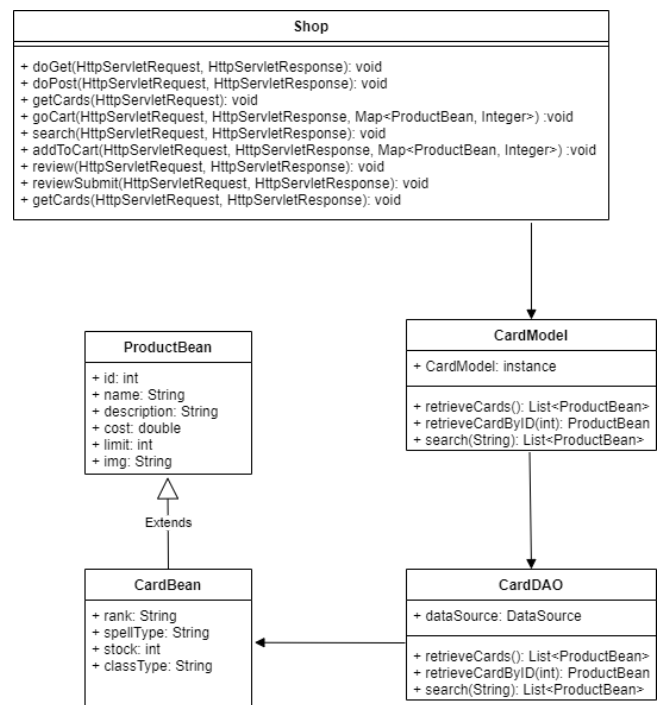 Shop
+ doGet(HttpServletRequest, HttpServletResponse): void
+ doPost(HttpServletRequest, HttpServletResponse): void
+ getCards(HttpServletRequest): void
+ goCart(HttpServletRequest, HttpServletResponse, Map<ProductBean, Integer>) :void
+ search(HttpServletRequest, HttpServletResponse): void
+ addToCart(HttpServletRequest, HttpServletResponse, Map<ProductBean, Integer>) :void
+ review(HttpServletRequest, HttpServletResponse): void
+ reviewSubmit(HttpServletRequest, HttpServletResponse): void
+ getCards(HttpServletRequest, HttpServletResponse): void
CardModel
+ CardModel: instance
+ retrieveCards(): List<ProductBean>
+ retrieveCardByID(int): ProductBean
+ search(String): List<ProductBean>
ProductBean
+ id: int
+ name: String
+ description: String
+ cost: double
+ limit: int
+ img: String
Extends
CardBean
+ rank: String
+ spellType: String
+ stock: int
+ classType: String
CardDAO
+ dataSource: DataSource
+ retrieveCards(): List<ProductBean>
+ retrieveCardByID(int): ProductBean
+ search(String): List<ProductBean>